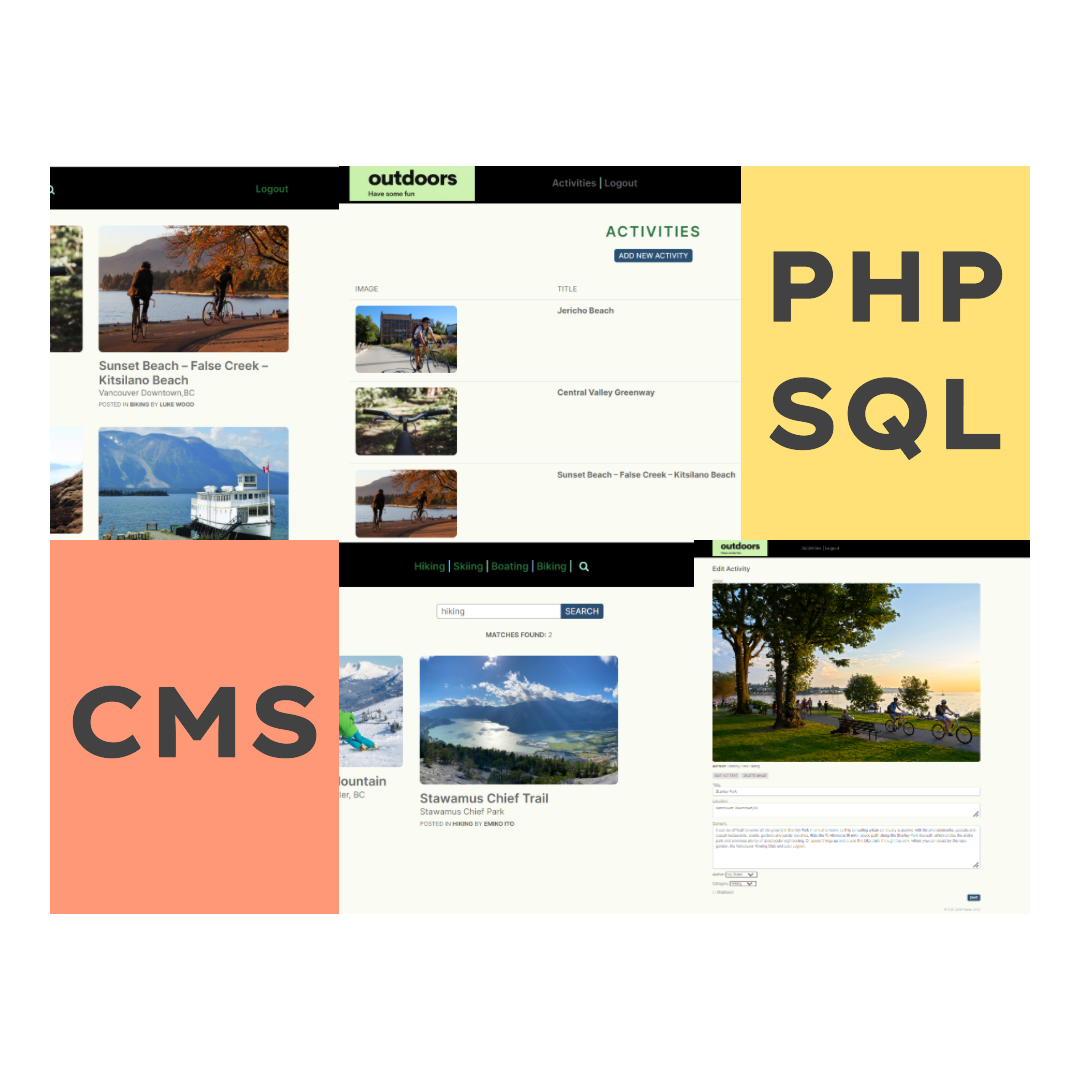 Logout
Sunset Beach – False Creek –
Kitsilano Beach
Vancouver Downtown,BC
POSTED IN BIKING BY LUKE WOOD
outdoors
Have some fun
Activities | Logout
ACTIVITIES
ADD NEW ACTIVITY
IMAGE TITLE
Jericho Beach
Central Valley Greenway
Sunset Beach – False Creek – Kitsilano Beach
PHP
SQL
CMS
Hiking | Skiing | Boating | Biking |
hiking SEARCH
MATCHES FOUND: 2
ountain
ler, BC
Stawamus Chief Trail
Stawamus Chief Park
POSTED IN HIKING BY EMIKO ITO
outdoors
Activities | Logout
Edit Activity
Title:
Stanley Park